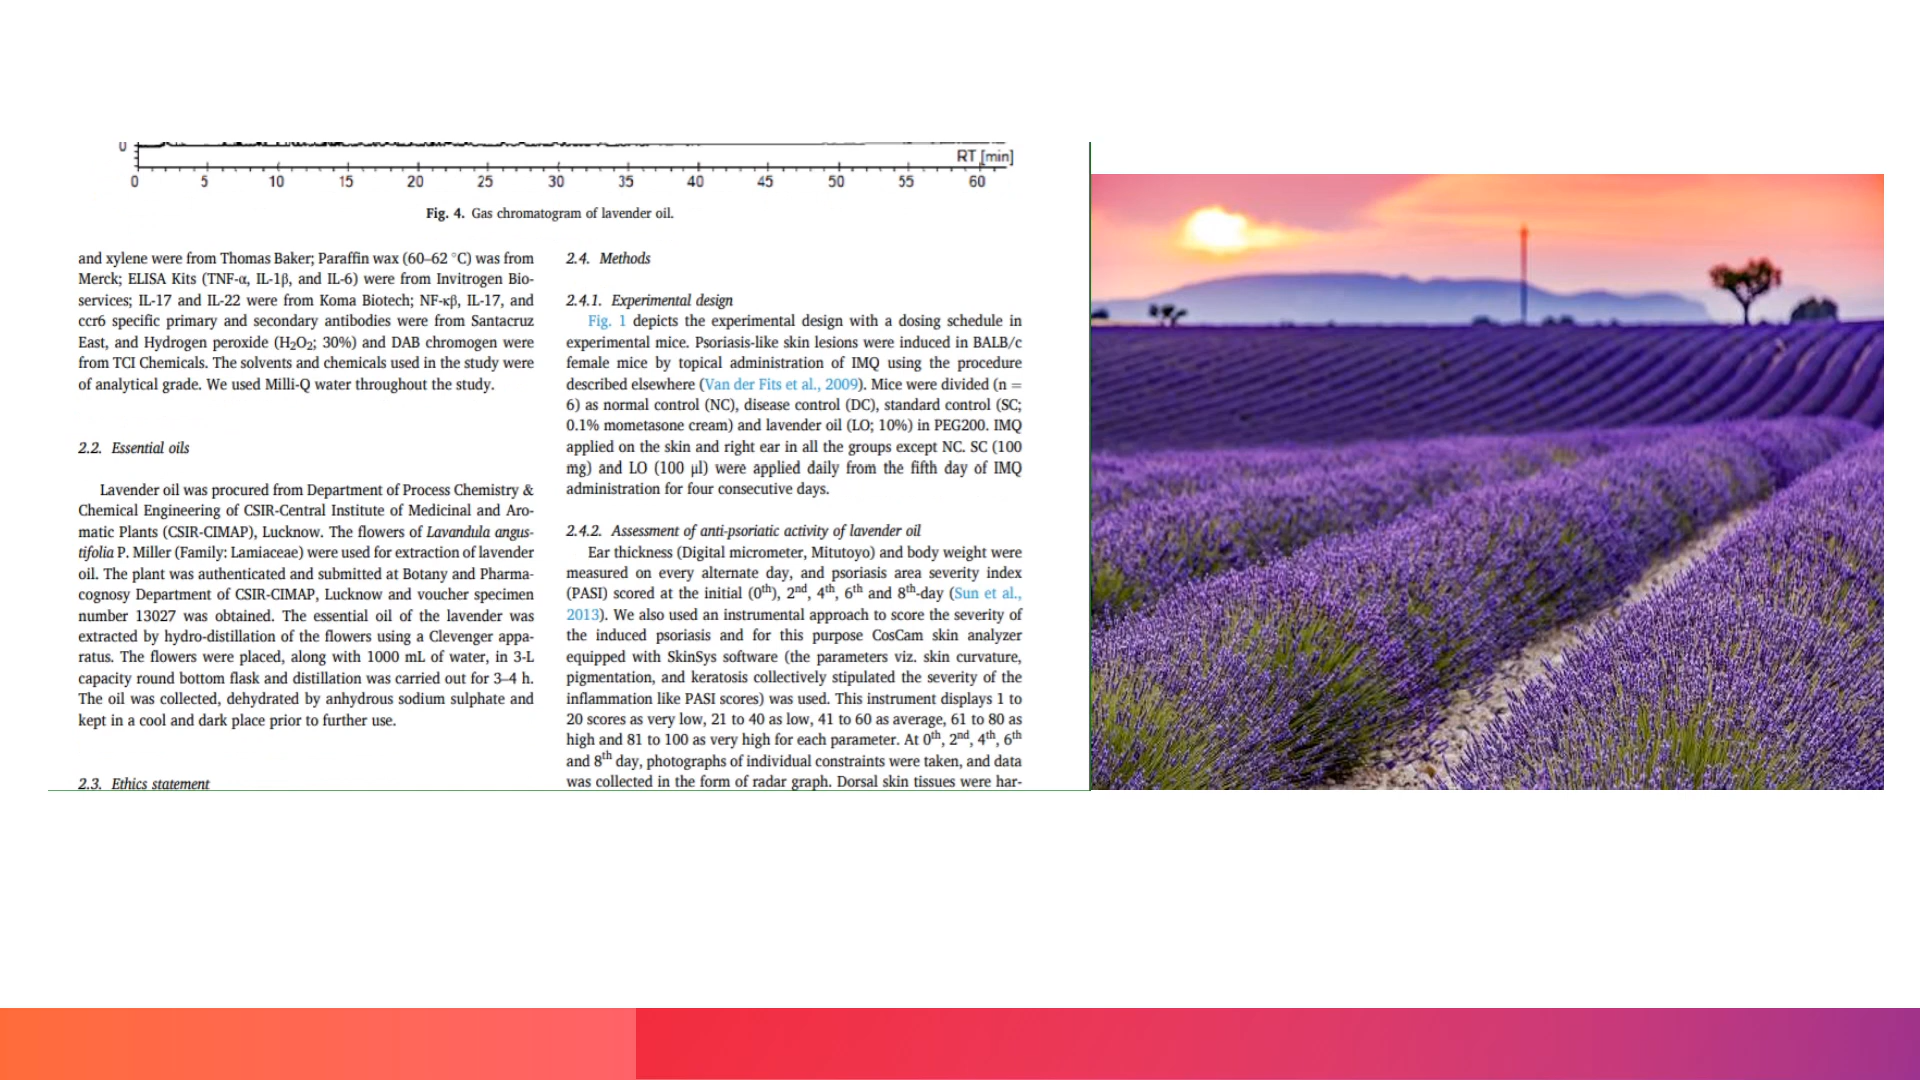 0
RT [min]
0 5 10 15 20 25 30 35 40 45 50 55 60
Fig. 4. Gas chromatogram of lavender oil.
and xylene were from Thomas Baker; Paraffin wax (60–62 °C) was from
Merck; ELISA Kits (TNF-α, IL-1β, and IL-6) were from Invitrogen Bio-
services; IL-17 and IL-22 were from Koma Biotech; NF-κβ, IL-17, and
ccr6 specific primary and secondary antibodies were from Santacruz
East, and Hydrogen peroxide (H₂O₂; 30%) and DAB chromogen were
from TCI Chemicals. The solvents and chemicals used in the study were
of analytical grade. We used Milli-Q water throughout the study.
2.2. Essential oils
Lavender oil was procured from Department of Process Chemistry &
Chemical Engineering of CSIR-Central Institute of Medicinal and Aro-
matic Plants (CSIR-CIMAP), Lucknow. The flowers of Lavandula angus-
tifolia P. Miller (Family: Lamiaceae) were used for extraction of lavender
oil. The plant was authenticated and submitted at Botany and Pharma-
cognosy Department of CSIR-CIMAP, Lucknow and voucher specimen
number 13027 was obtained. The essential oil of the lavender was
extracted by hydro-distillation of the flowers using a Clevenger appa-
ratus. The flowers were placed, along with 1000 mL of water, in 3-L
capacity round bottom flask and distillation was carried out for 3–4 h.
The oil was collected, dehydrated by anhydrous sodium sulphate and
kept in a cool and dark place prior to further use.
2.3. Ethics statement
2.4. Methods
2.4.1. Experimental design
Fig. 1 depicts the experimental design with a dosing schedule in
experimental mice. Psoriasis-like skin lesions were induced in BALB/c
female mice by topical administration of IMQ using the procedure
described elsewhere (Van der Fits et al., 2009). Mice were divided (n =
6) as normal control (NC), disease control (DC), standard control (SC;
0.1% mometasone cream) and lavender oil (LO; 10%) in PEG200. IMQ
applied on the skin and right ear in all the groups except NC. SC (100
mg) and LO (100 μl) were applied daily from the fifth day of IMQ
administration for four consecutive days.
2.4.2. Assessment of anti-psoriatic activity of lavender oil
Ear thickness (Digital micrometer, Mitutoyo) and body weight were
measured on every alternate day, and psoriasis area severity index
(PASI) scored at the initial (0th), 2nd, 4th, 6th and 8th-day (Sun et al.,
2013). We also used an instrumental approach to score the severity of
the induced psoriasis and for this purpose CosCam skin analyzer
equipped with SkinSys software (the parameters viz. skin curvature,
pigmentation, and keratosis collectively stipulated the severity of the
inflammation like PASI scores) was used. This instrument displays 1 to
20 scores as very low, 21 to 40 as low, 41 to 60 as average, 61 to 80 as
high and 81 to 100 as very high for each parameter. At 0th, 2nd, 4th, 6th
and 8th day, photographs of individual constraints were taken, and data
was collected in the form of radar graph. Dorsal skin tissues were har-